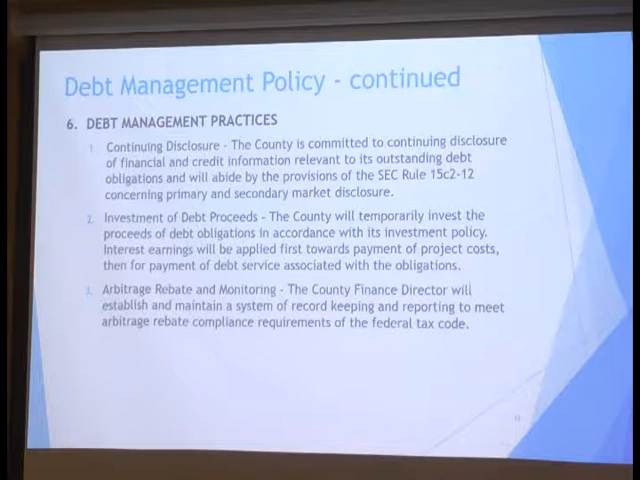 Debt Management Policy - continued
6. DEBT MANAGEMENT PRACTICES
1. Continuing Disclosure - The County is committed to continuing disclosure
of financial and credit information relevant to its outstanding debt
obligations and will abide by the provisions of the SEC Rule 15c2-12
concerning primary and secondary market disclosure.
2. Investment of Debt Proceeds - The County will temporarily invest the
proceeds of debt obligations in accordance with its investment policy.
Interest earnings will be applied first towards payment of project costs,
then for payment of debt service associated with the obligations.
3. Arbitrage Rebate and Monitoring - The County Finance Director will
establish and maintain a system of record keeping and reporting to meet
arbitrage rebate compliance requirements of the federal tax code.